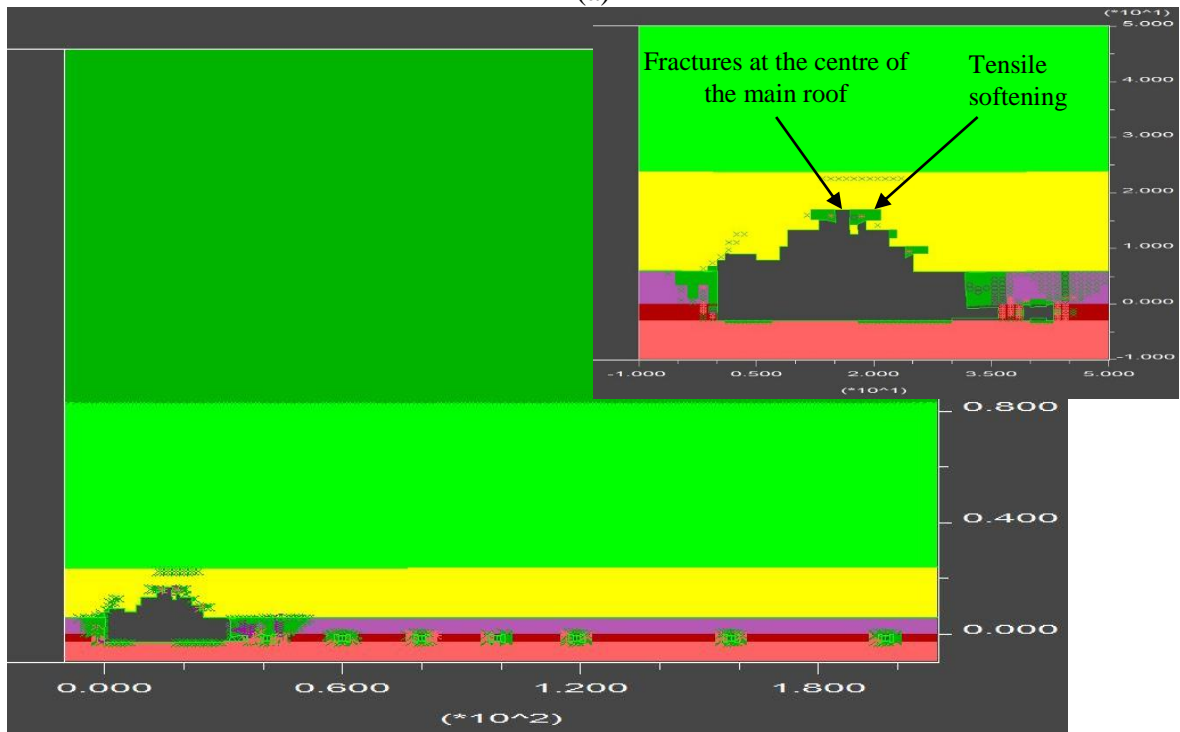 (a)
(*10^1)
5.000
Fractures at the centre of
the main roof
Tensile
softening
4.000
3.000
2.000
1.000
0.000
-1.000
-1.000 0.500 2.000 3.500 5.000
(*10^1)
0.800
0.400
0.000
0.000 0.600 1.200 1.800
(*10^2)